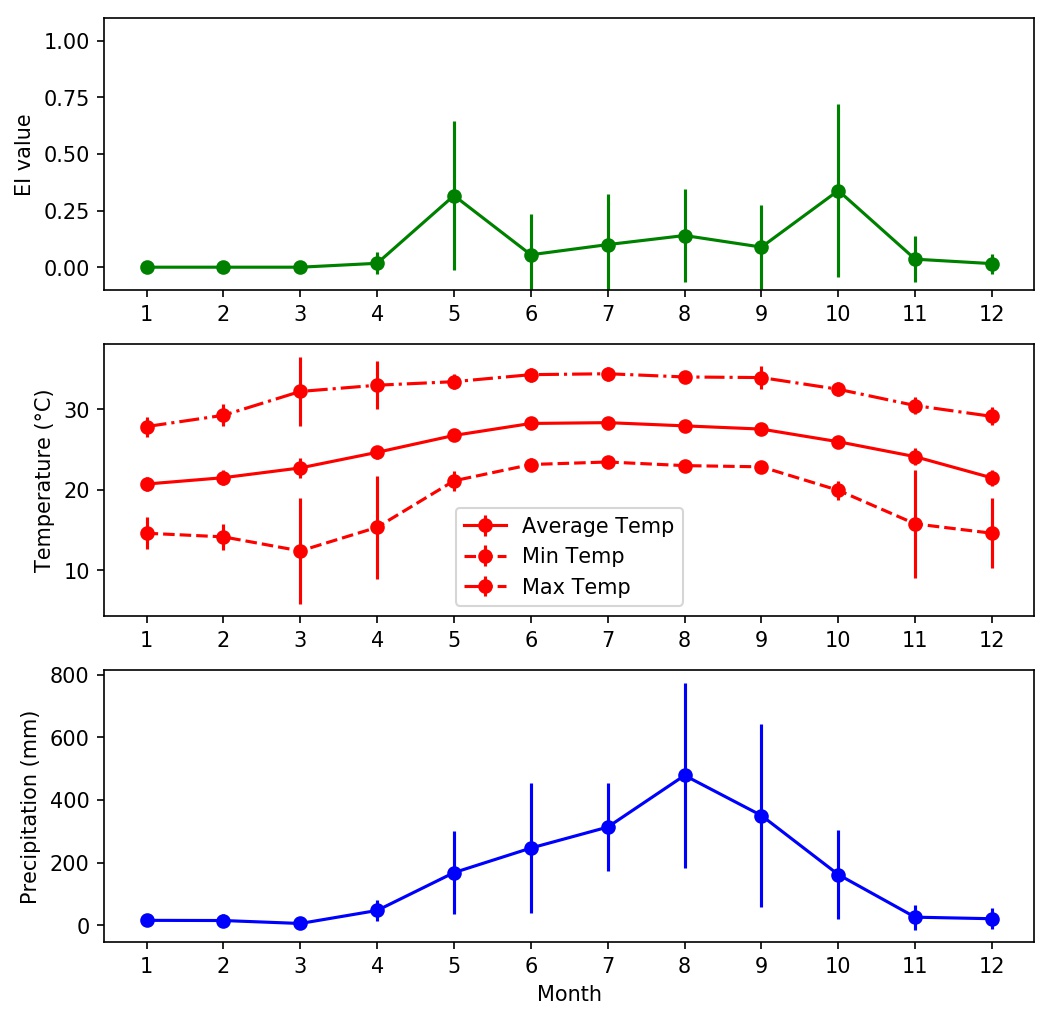 1.00
0.75
0.50
0.25
0.00
EI value
1 2 3 4 5 6 7 8 9 10 11 12
30
20
10
Temperature (°C)
Average Temp
Min Temp
Max Temp
1 2 3 4 5 6 7 8 9 10 11 12
800
600
400
200
0
Precipitation (mm)
1 2 3 4 5 6 7 8 9 10 11 12
Month